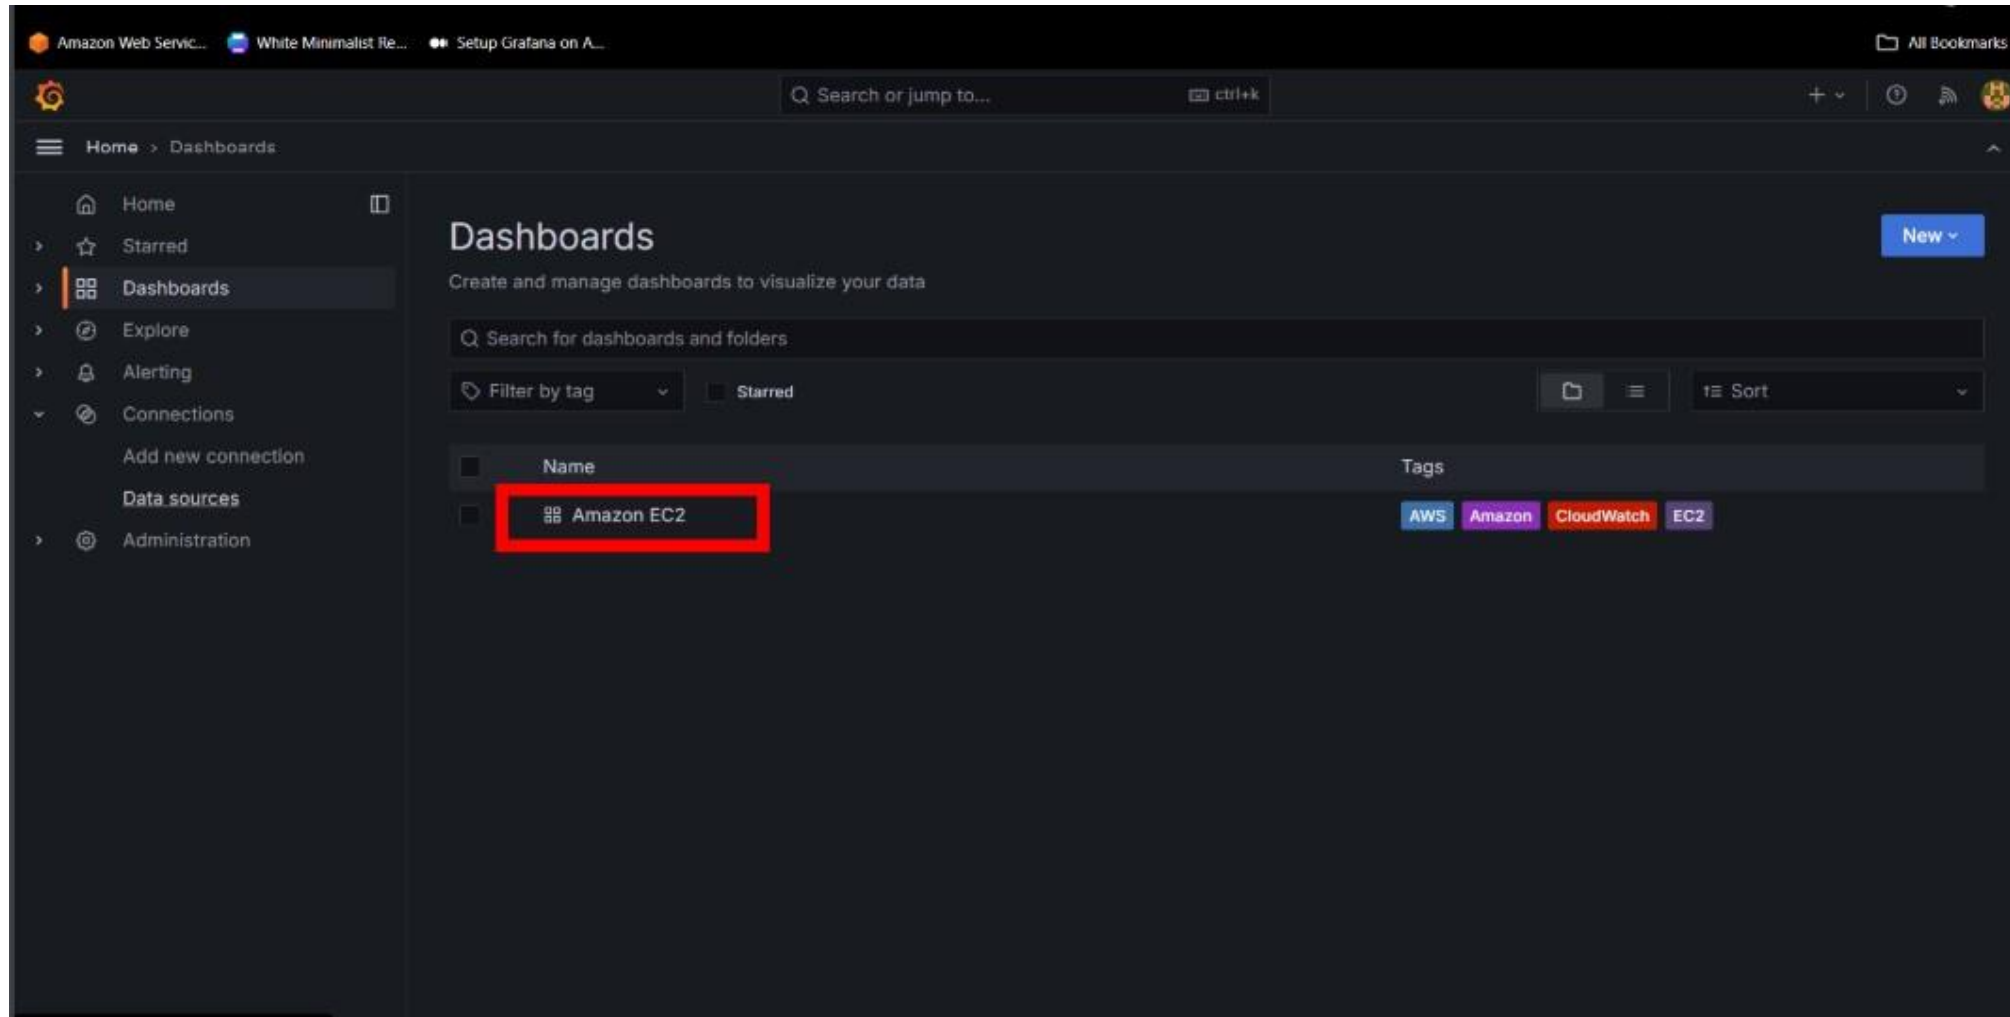 Amazon Web Servic... White Minimalist Re... Setup Grafana on A... All Bookmarks
Search or jump to... ctrl+k
Home > Dashboards
Home
Starred
Dashboards
Explore
Alerting
Connections
Add new connection
Data sources
Administration
Dashboards
New
Create and manage dashboards to visualize your data
Search for dashboards and folders
Filter by tag Starred Sort
Name Tags
Amazon EC2 AWS Amazon CloudWatch EC2